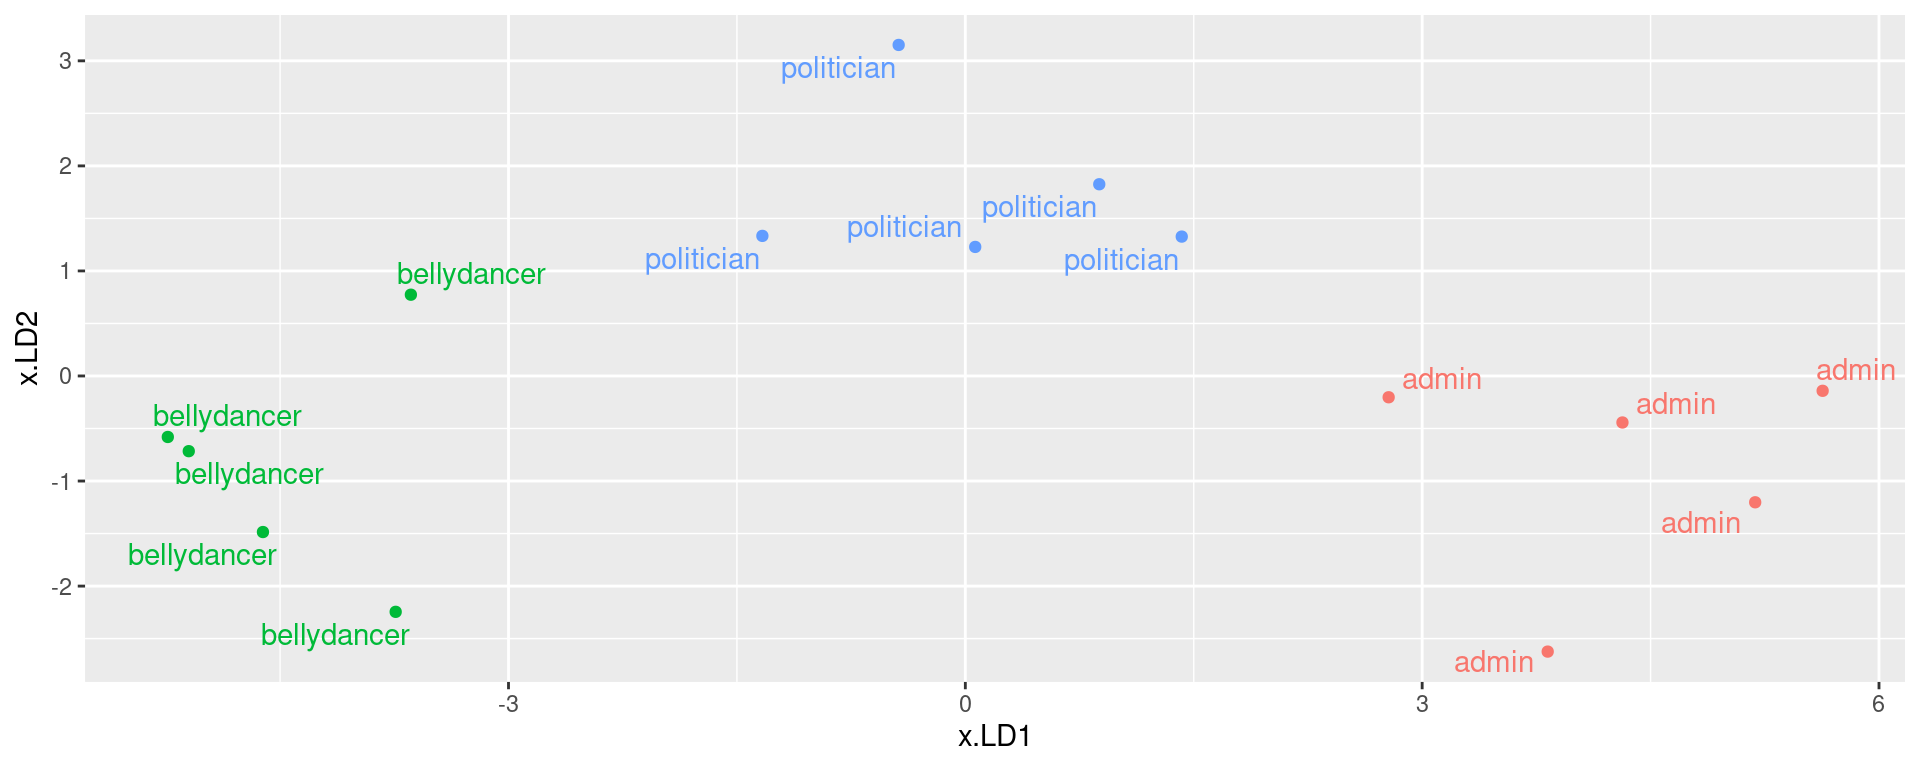 3
politician
2
politician
politician
politician
politician
1
bellydancer
x.LD2
0
admin
admin
admin
bellydancer
bellydancer
-1
admin
bellydancer
-2
bellydancer
admin
-3
0
3
6
x.LD1